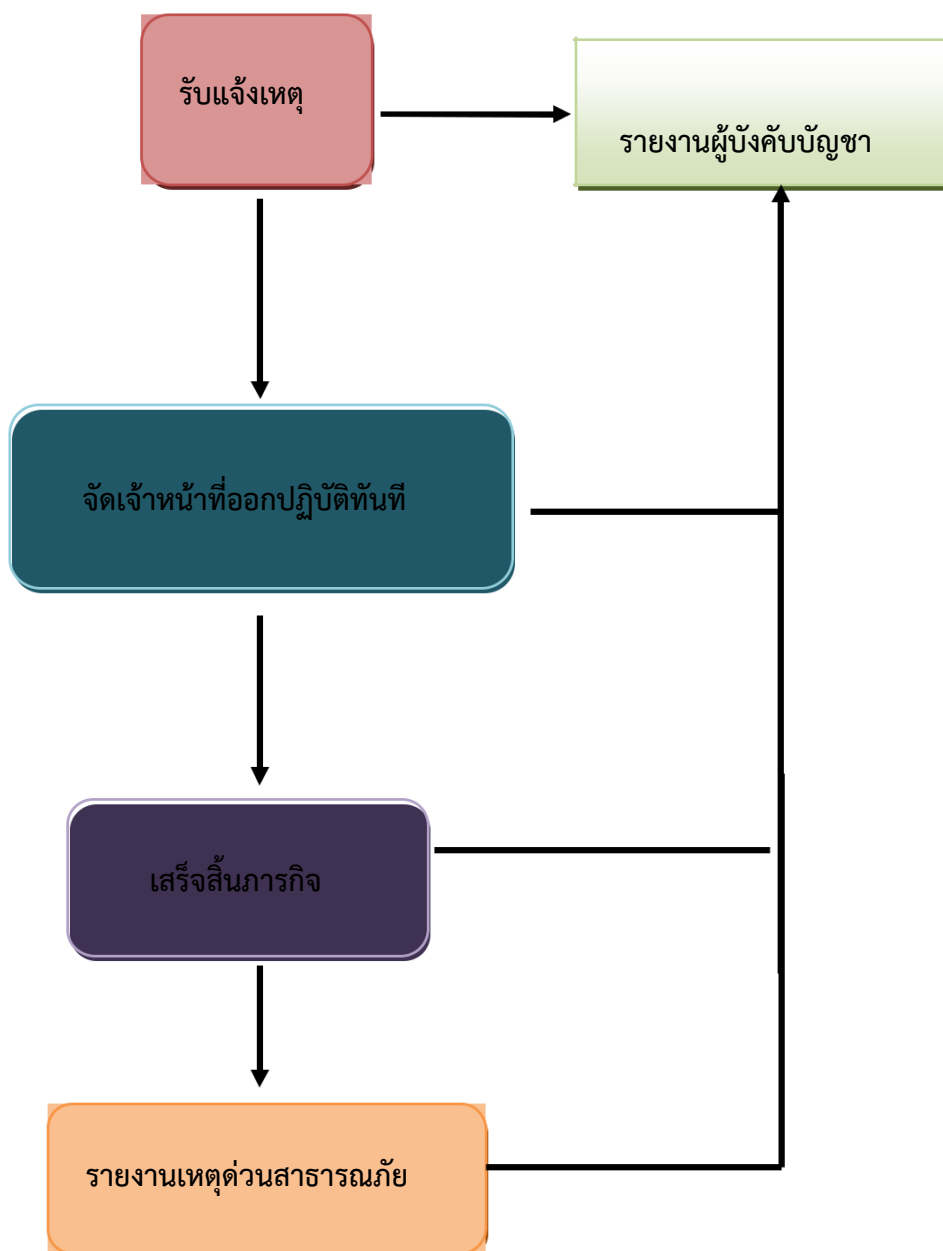 รับแจ้งเหตุ
รายงานผู้บังคับบัญชา
จัดเจ้าหน้าที่ออกปฏิบัติทันที
เสร็จสิ้นภารกิจ
รายงานเหตุด่วนสาธารณภัย